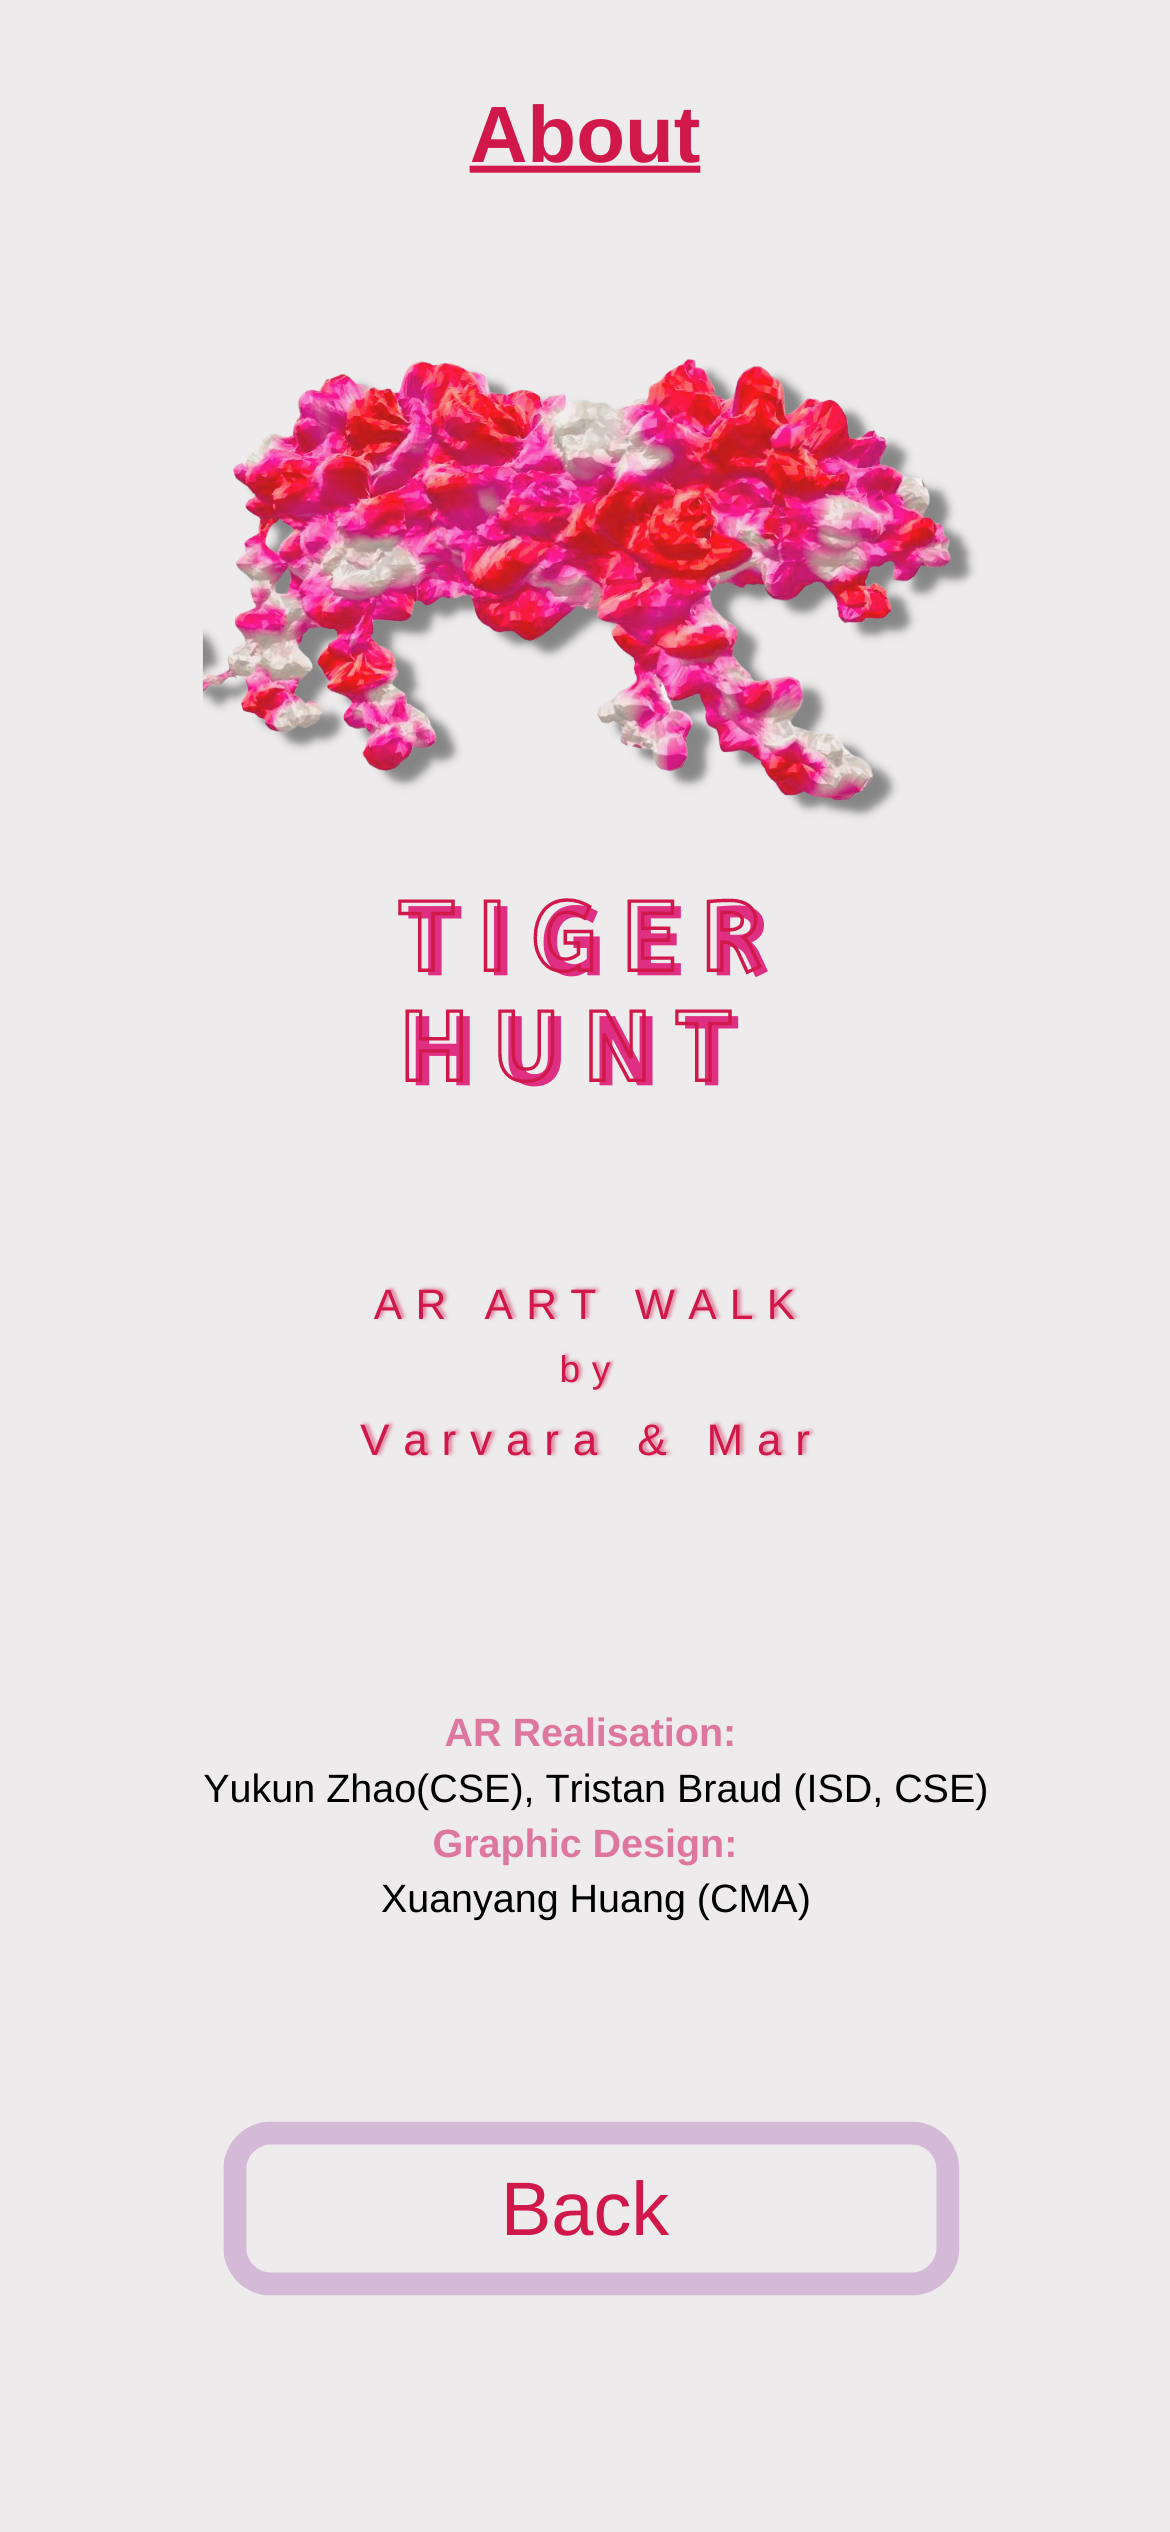 About
TIGER
HUNT
AR ART WALK
by
Varvara & Mar
AR Realisation:
Yukun Zhao(CSE), Tristan Braud (ISD, CSE)
Graphic Design:
Xuanyang Huang (CMA)
Back